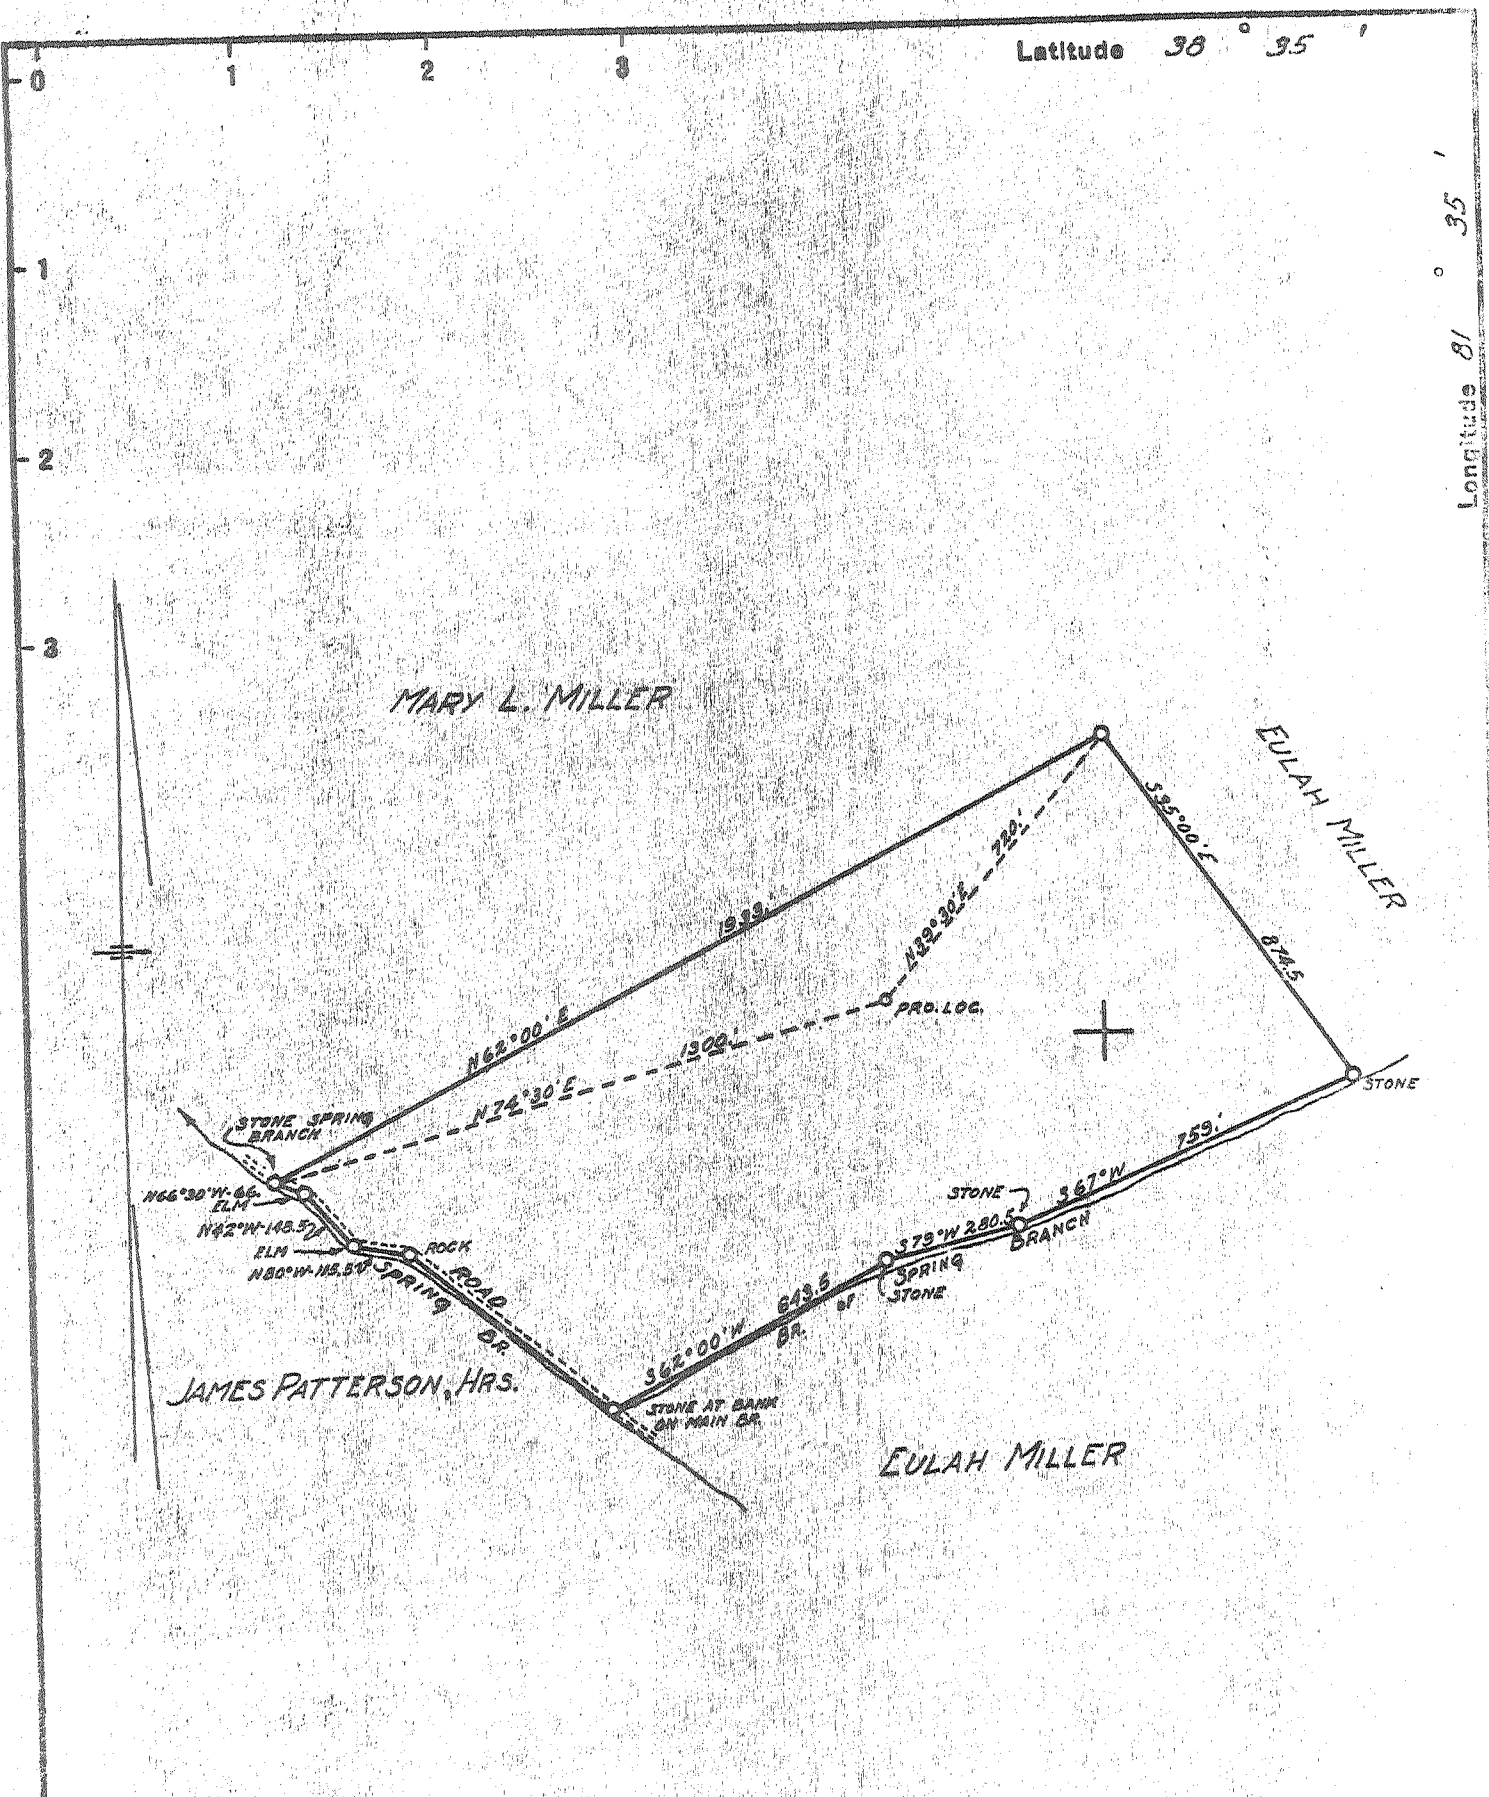 Latitude 38 ° 35 '
0
1
2
3
1
2
3
Longitude 81 ° 35 '
MARY L. MILLER
EULAH MILLER
S35°00'E
874.5
720.'
N39°30'E
1933.'
N62°00'E
PRO. LOC.
1300.'
N74°30'E
STONE
STONE SPRING
BRANCH
759.'
S67°W
N66°30'W-66.
ELM
STONE
N42°W-148.5
S79°W 280.5
BRANCH
ELM
ROCK
N80°W-115.5
SPRING
BR.
ROAD
SPRING
STONE
643.5
OF
BR.
S62°00'W
JAMES PATTERSON, HRS.
STONE AT BANK
ON MAIN BR.
EULAH MILLER